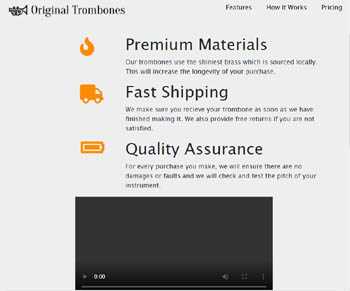 Original Trombones
Features
How It Works
Pricing
Premium Materials
Our trombones use the shiniest brass which is sourced locally.
This will increase the longevity of your purchase.
Fast Shipping
We make sure you recieve your trombone as soon as we have
finished making it. We also provide free returns if you are not
satisfied.
Quality Assurance
For every purchase you make, we will ensure there are no
damages or faults and we will check and test the pitch of your
instrument.
0:00